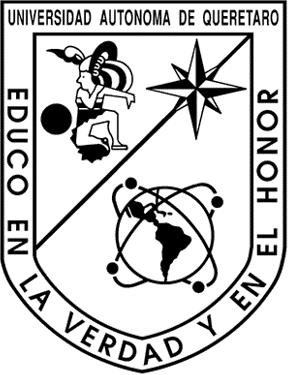 UNIVERSIDAD AUTONOMA DE QUERETARO
EDUCO EN LA VERDAD Y EN EL HONOR